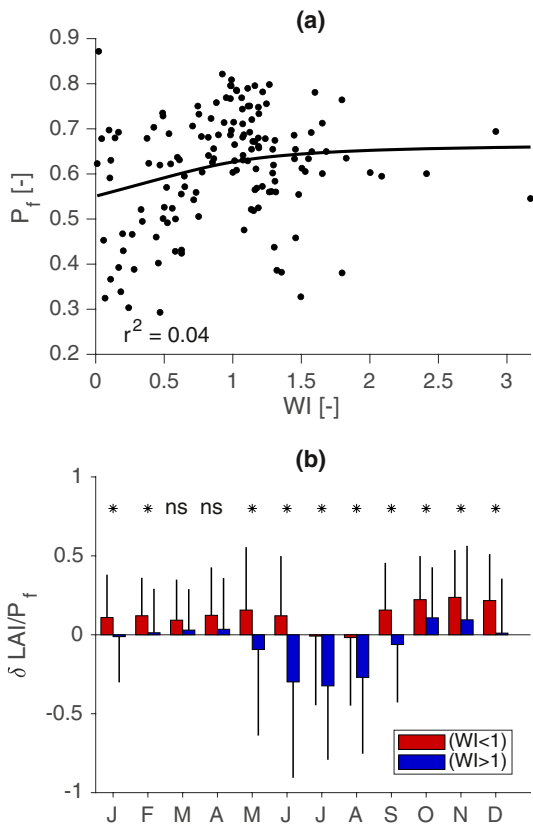 (a)
0.9
0.8
0.7
0.6
0.5
0.4
0.3
0.2
P_f [-]
r² = 0.04
0 0.5 1 1.5 2 2.5 3
WI [-]
(b)
1
0.5
0
-0.5
-1
δ LAI/P_f
* * ns ns * * * * * * * *
(WI<1)
(WI>1)
J F M A M J J A S O N D